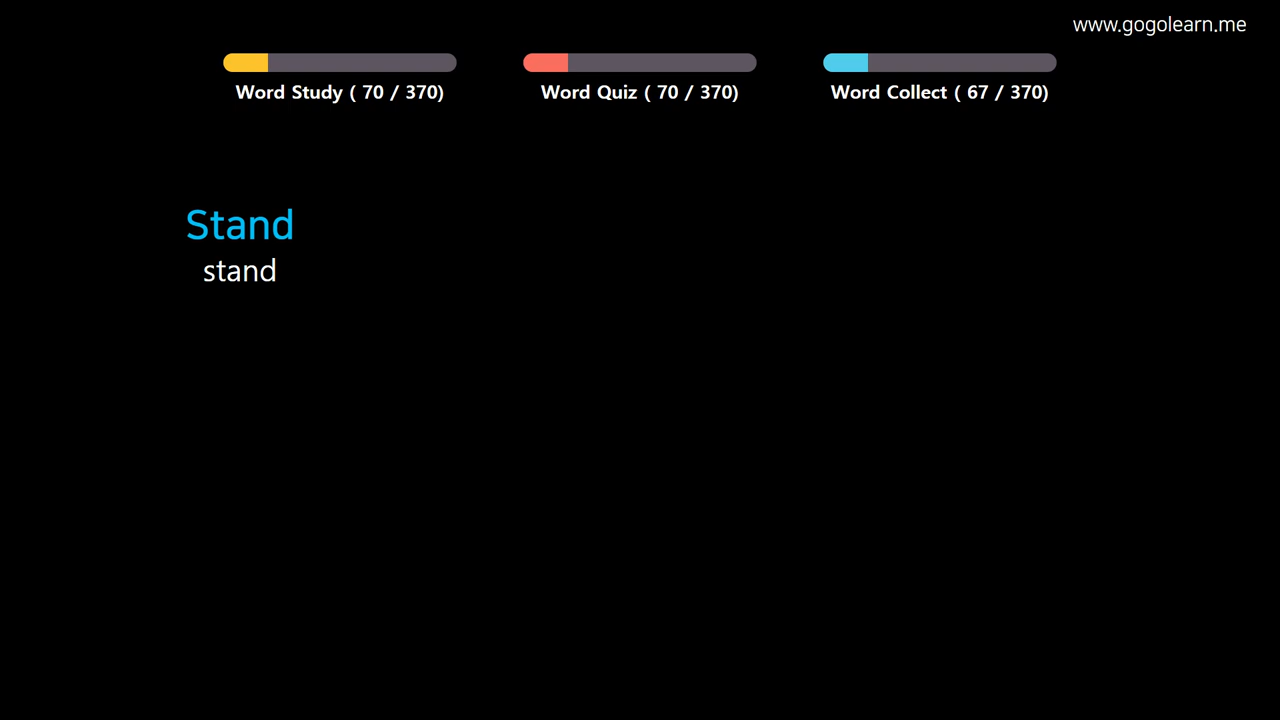 www.gogolearn.me
Word Study ( 70 / 370)
Word Quiz ( 70 / 370)
Word Collect ( 67 / 370)
Stand
stand